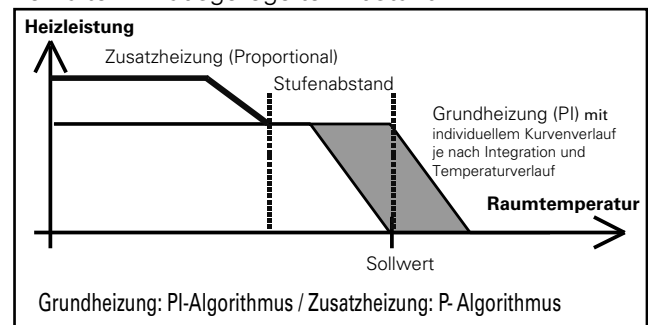 Heizleistung
Zusatzheizung (Proportional)
Stufenabstand
Grundheizung (PI) mit
individuellem Kurvenverlauf
je nach Integration und
Temperaturverlauf
Raumtemperatur
Sollwert
Grundheizung: PI-Algorithmus / Zusatzheizung: P- Algorithmus